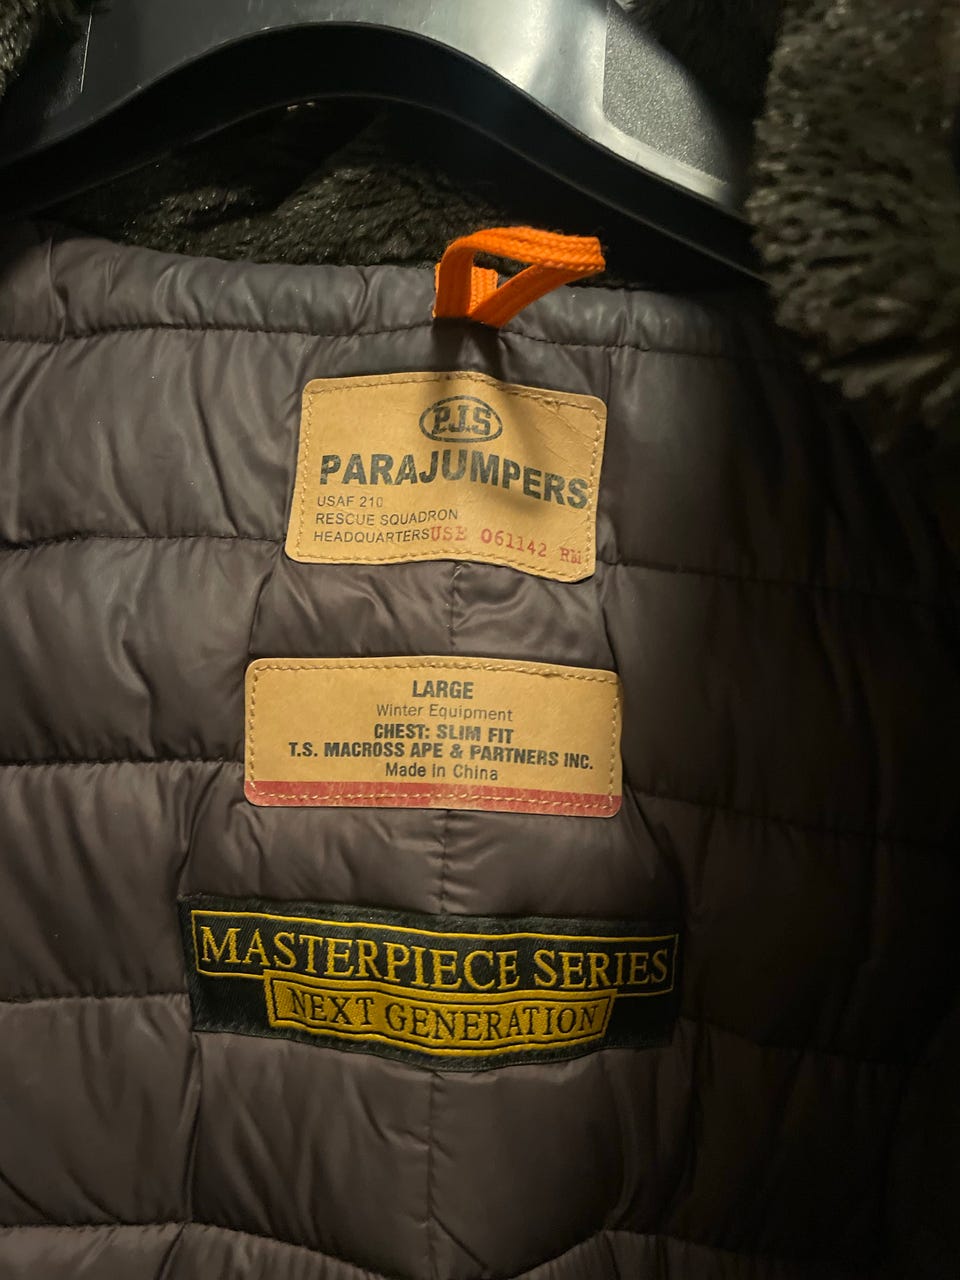 P.J.S
PARAJUMPERS
USAF 210
RESCUE SQUADRON
HEADQUARTERS USE 061142 RM
LARGE
Winter Equipment
CHEST: SLIM FIT
T.S. MACROSS APE & PARTNERS INC.
Made in China
MASTERPIECE SERIES
NEXT GENERATION